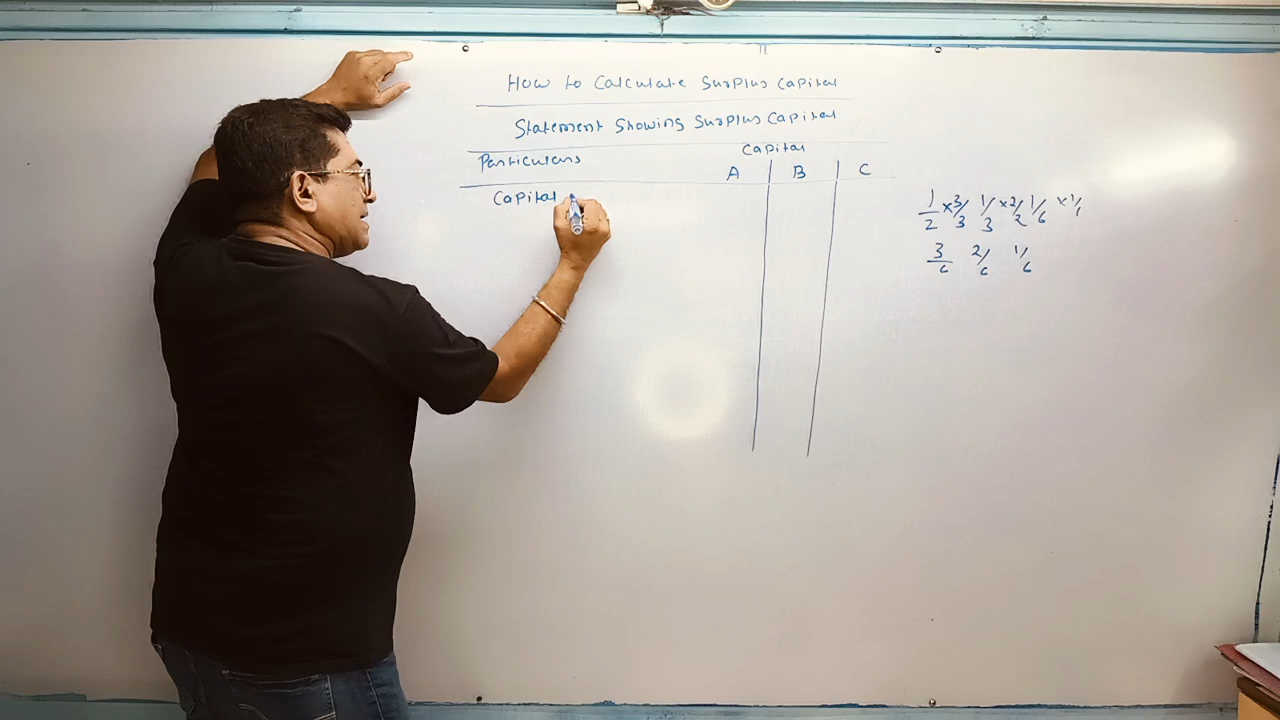 How to Calculate Surplus Capital
Statement Showing Surplus Capital
Particulars Capital
A B C
Capital
1/2 ×3/3 1/3 ×2/2 1/6 ×1/1
3/6 2/6 1/6